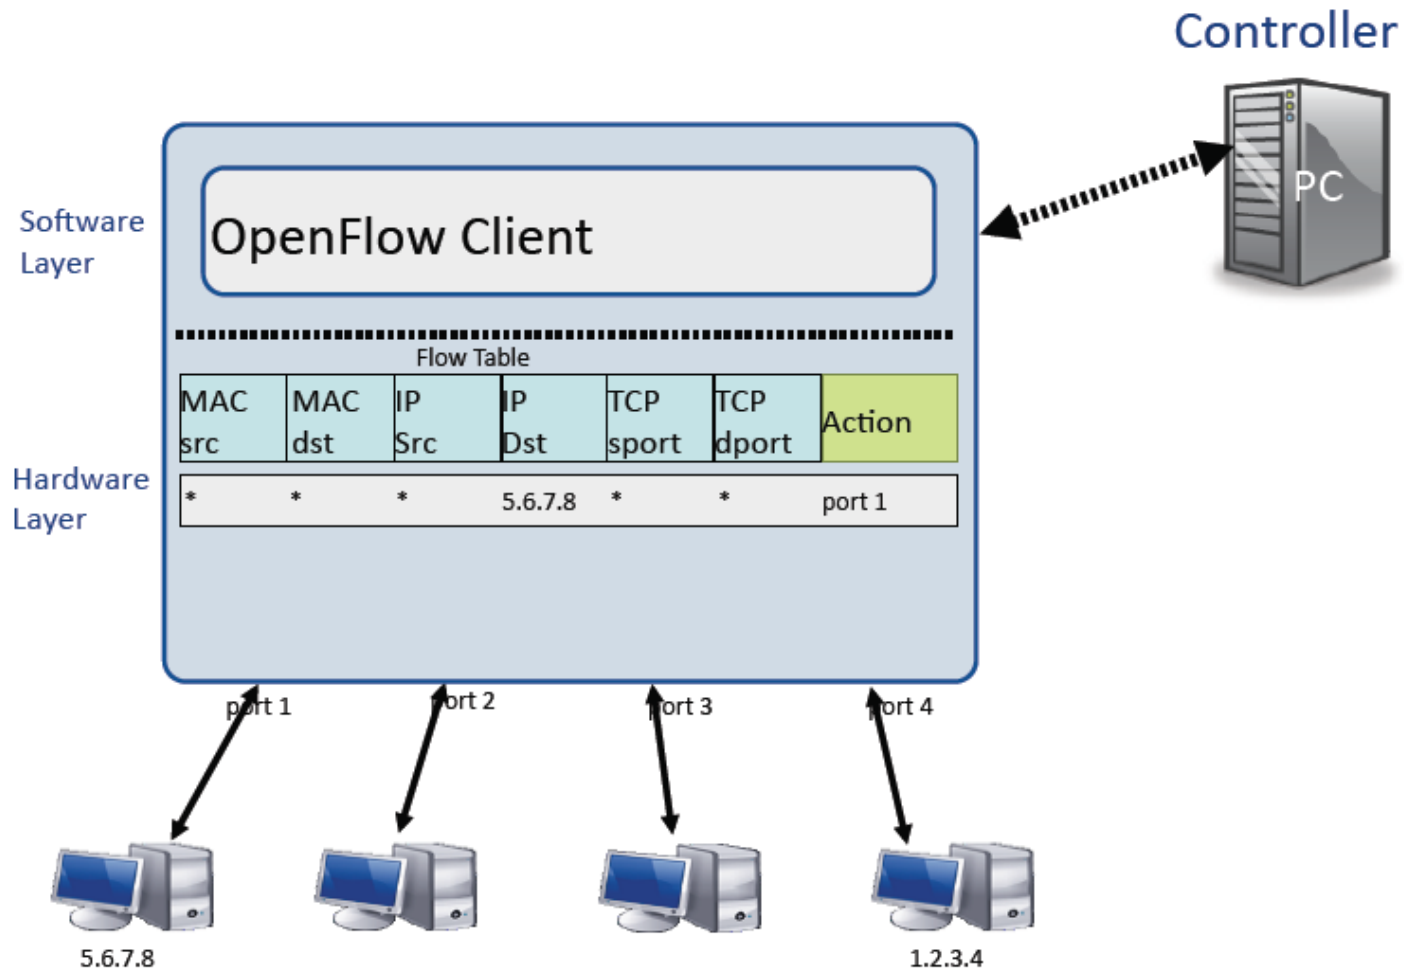 Controller
PC
Software
Layer
OpenFlow Client
Flow Table
MAC src
MAC dst
IP Src
IP Dst
TCP sport
TCP dport
Action
Hardware
Layer
* * * 5.6.7.8 * * port 1
port 1
port 2
port 3
port 4
5.6.7.8
1.2.3.4